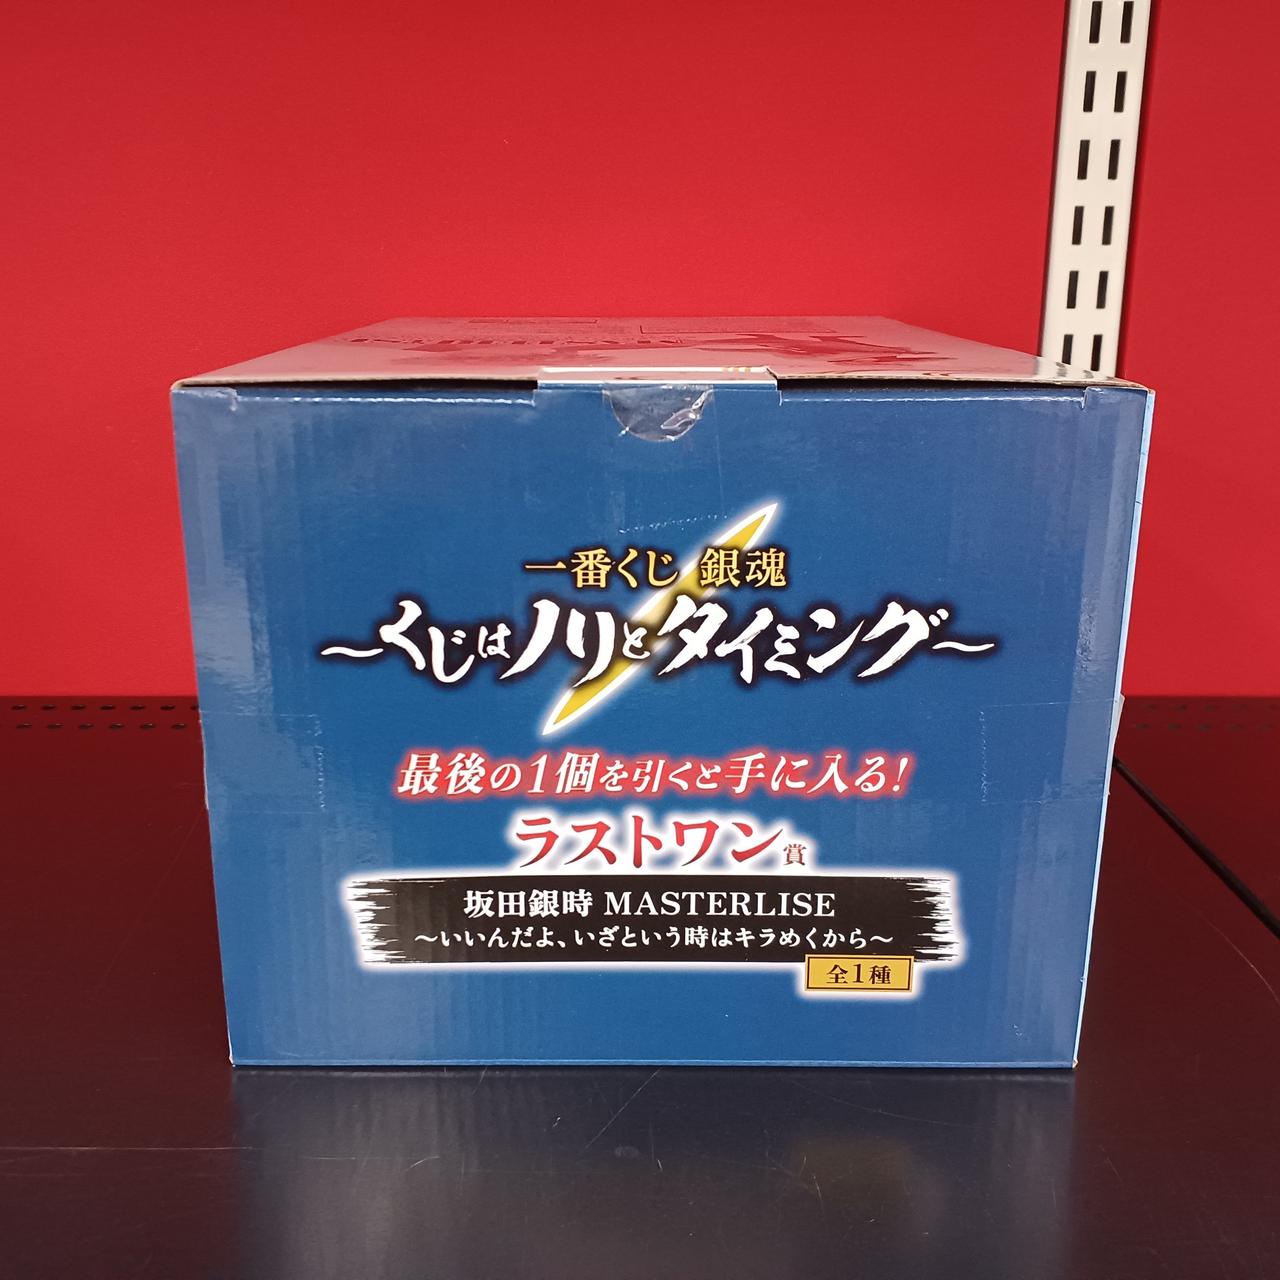 一番くじ 銀魂
～くじはノリとタイミング～
最後の1個を引くと手に入る!
ラストワン賞
坂田銀時 MASTERLISE
～いいんだよ、いざという時はキラめくから～
全1種